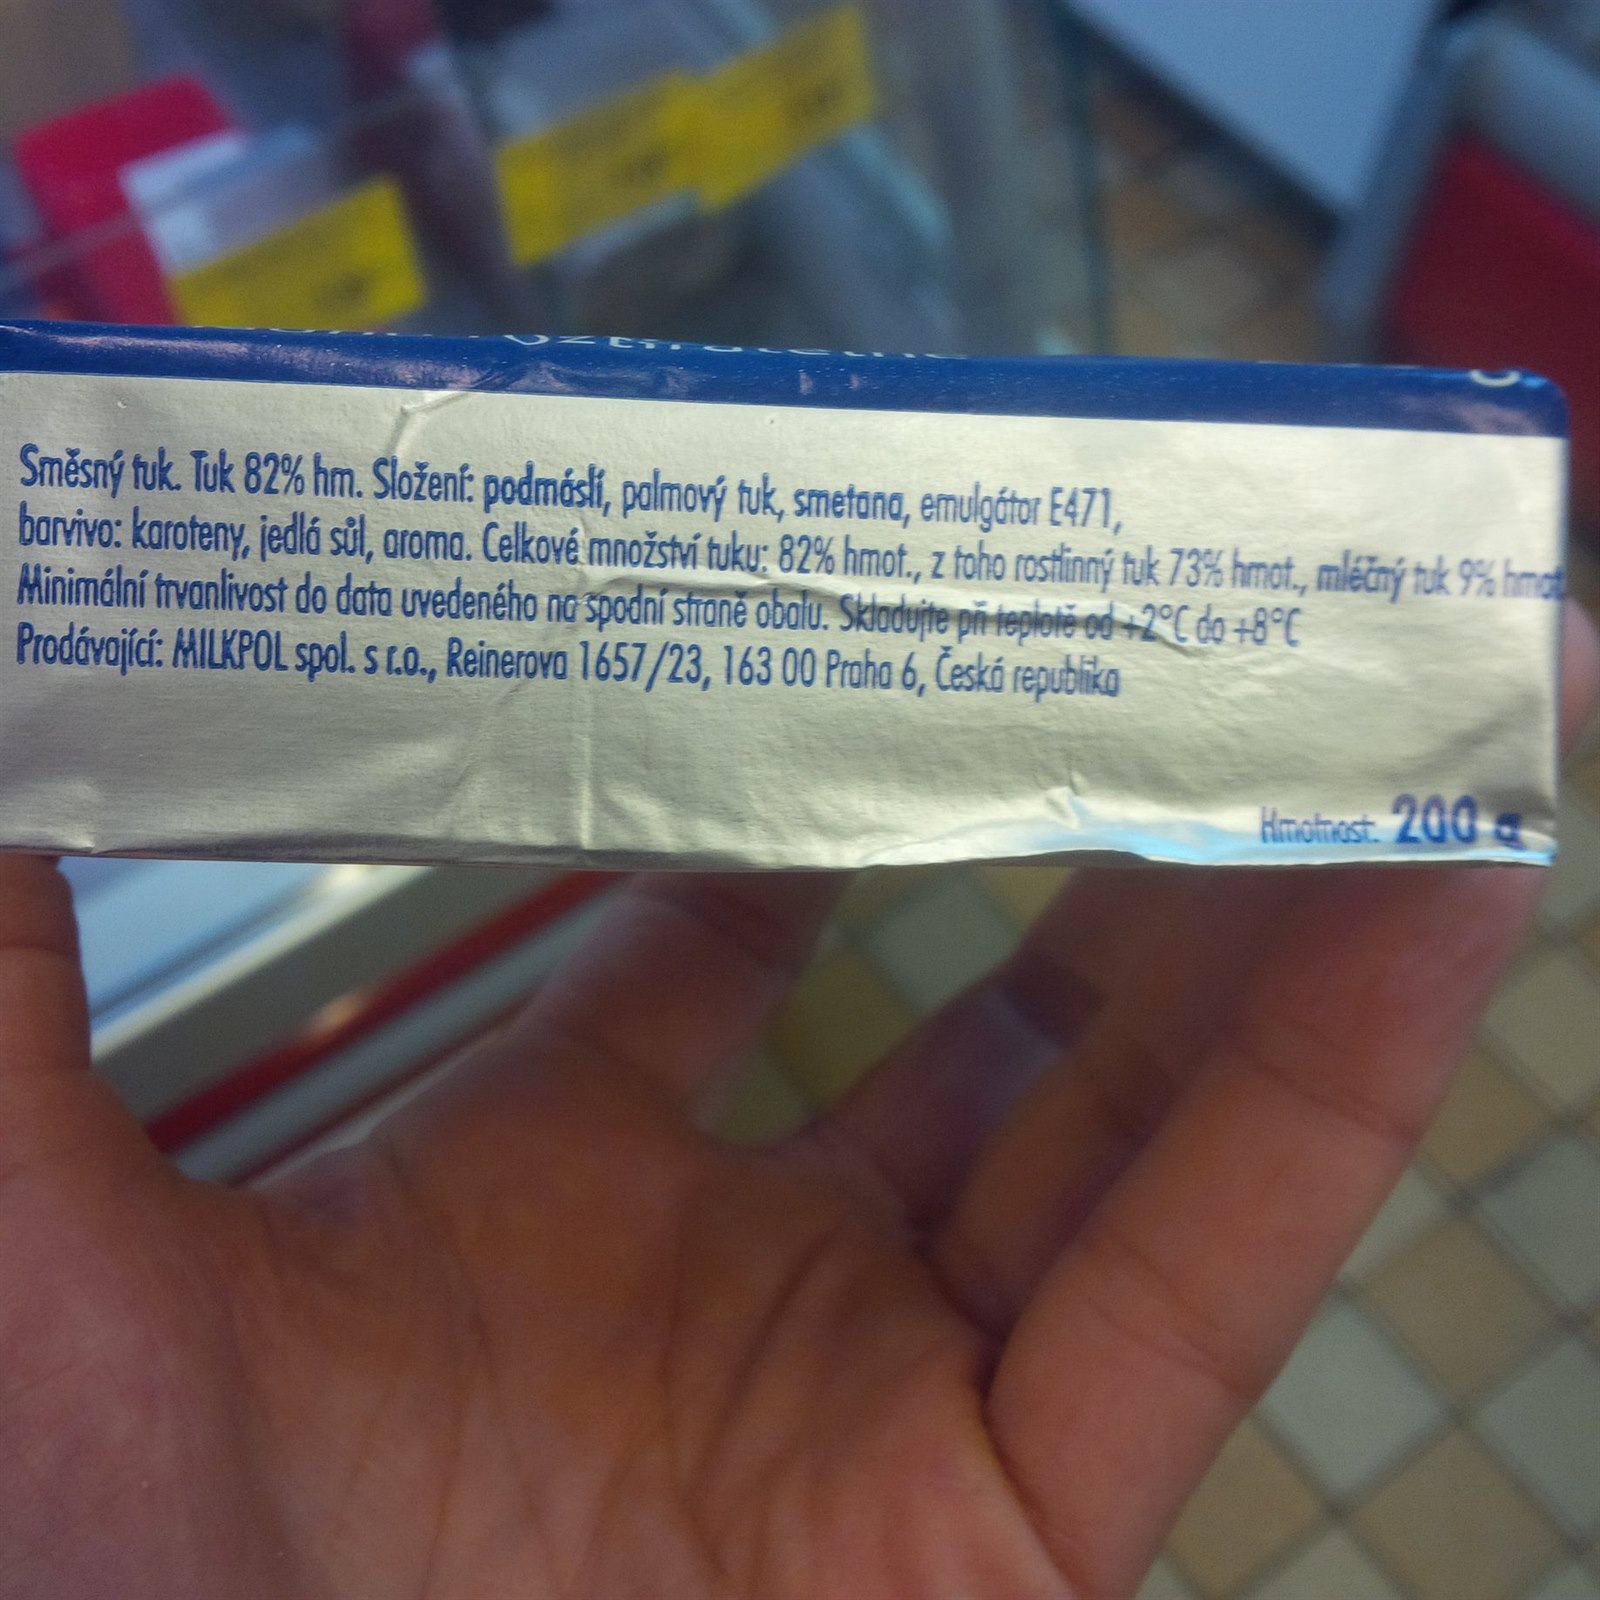 Směsný tuk. Tuk 82% hm. Složení: podmáslí, palmový tuk, smetana, emulgátor E471,
barvivo: karoteny, jedlá sůl, aroma. Celkové množství tuku: 82% hmot., z toho rostlinný tuk 73% hmot., mléčný tuk 9% hmot.
Minimální trvanlivost do data uvedeného na spodní straně obalu. Skladujte při teplotě od +2°C do +8°C
Prodávající: MILKPOL spol. s r.o., Reinerova 1657/23, 163 00 Praha 6, Česká republika
Hmotnost: 200 g